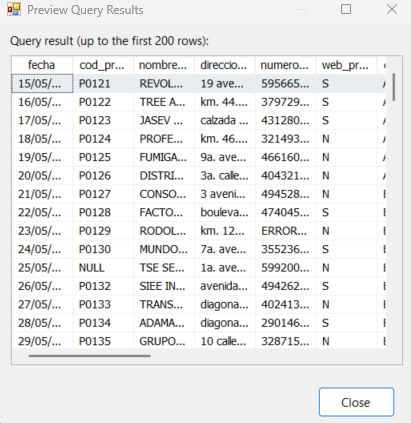 Preview Query Results
Query result (up to the first 200 rows):
fecha cod_pr... nombre... direccio... numero... web_pr...
15/05/... P0121 REVOL... 19 ave... 595665... S
16/05/... P0122 TREE A... km. 44.... 379729... S
17/05/... P0123 JASEV ... calzada ... 431280... S
18/05/... P0124 PROFE... km. 46.... 321493... N
19/05/... P0125 FUMIGA... 9a. ave... 466160... N
20/05/... P0126 DISTRI... 3a. calle... 404321... N
21/05/... P0127 CONSO... 3 aveni... 494528... N
22/05/... P0128 FACTO... bouleva... 474045... S
23/05/... P0129 RODOL... km. 12... ERROR... N
24/05/... P0130 MUNDO... 7a. ave... 355236... S
25/05/... NULL TSE SE... 1a. ave... 599200... S
26/05/... P0132 SIEE IN... avenida... 494262... S
27/05/... P0133 TRANS... diagona... 402413... N
28/05/... P0134 ADAMA... diagona... 290146... S
29/05/... P0135 GRUPO... 10 calle... 328715... N
Close